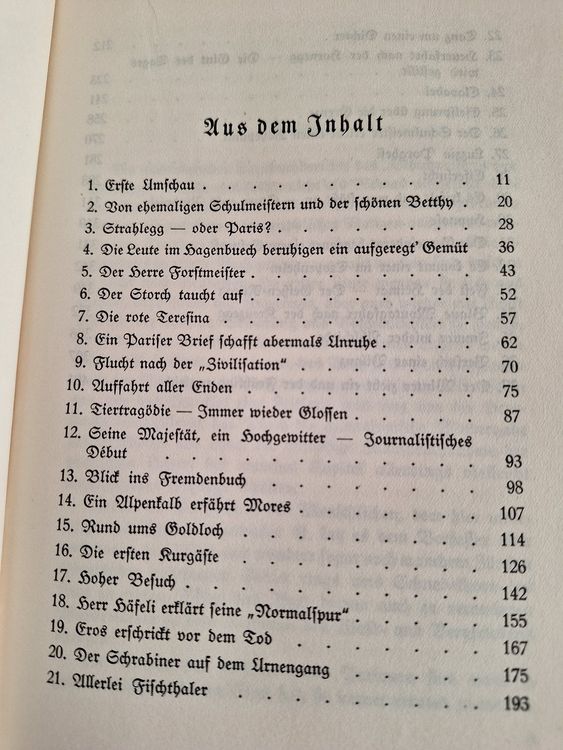 Aus dem Inhalt
1. Erste Umschau . . . . . . . . . . . 11
2. Von ehemaligen Schulmeistern und der schönen Betthy . 20
3. Strahlegg — oder Paris? . . . . . . . . 28
4. Die Leute im Hagenbuech beruhigen ein aufgeregt' Gemüt 36
5. Der Herre Forstmeister . . . . . . . . . 43
6. Der Storch taucht auf . . . . . . . . . 52
7. Die rote Teresina . . . . . . . . . . 57
8. Ein Pariser Brief schafft abermals Unruhe . . . . 62
9. Flucht nach der „Zivilisation“ . . . . . . . 70
10. Auffahrt aller Enden . . . . . . . . 75
11. Tiertragödie — Immer wieder Glossen . . . . . 87
12. Seine Majestät, ein Hochgewitter — Journalistisches
Début . . . . . . . . . . . 93
13. Blick ins Fremdenbuch . . . . . . . 98
14. Ein Alpenkalb erfährt Mores . . . . . . 107
15. Rund ums Goldloch . . . . . . . . 114
16. Die ersten Kurgäste . . . . . . . . 126
17. Hoher Besuch . . . . . . . . . 142
18. Herr Häfeli erklärt seine „Normalspur“ . . . . 155
19. Eros erschrickt vor dem Tod . . . . . . 167
20. Der Schrabiner auf dem Urnengang . . . . . 175
21. Allerlei Fischthaler . . . . . . . . 193